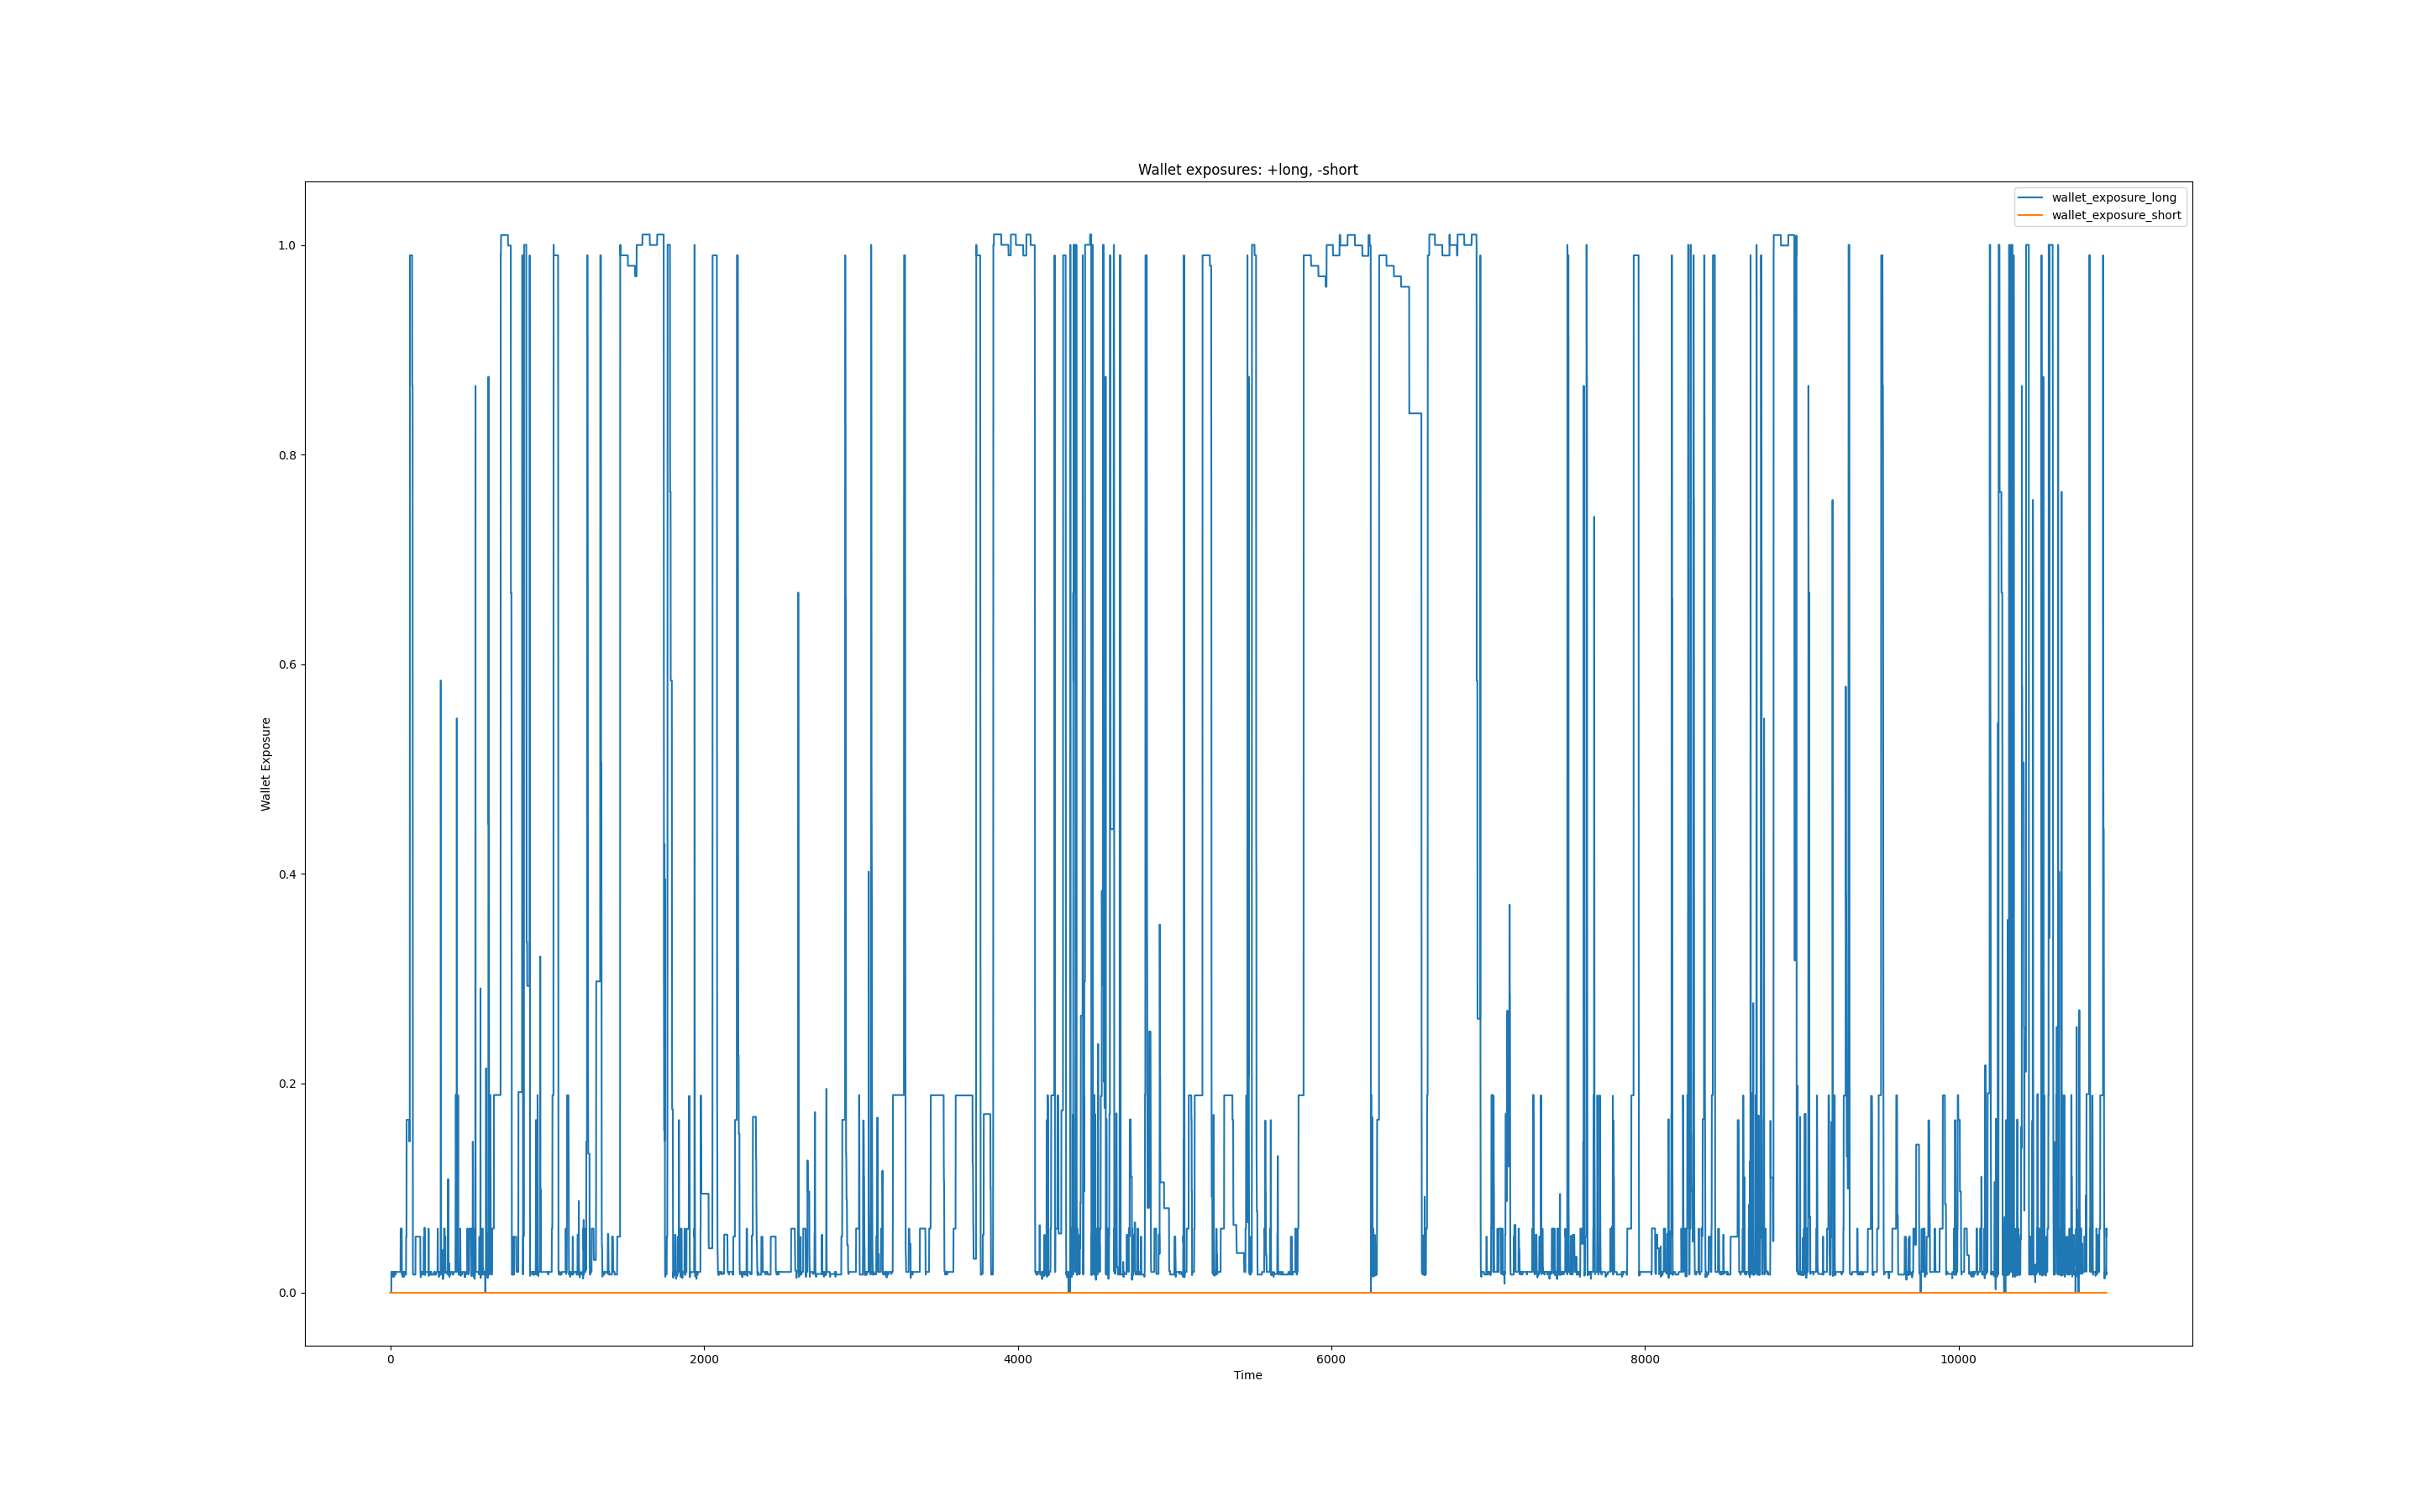 Wallet exposures: +long, -short
wallet_exposure_long
wallet_exposure_short
1.0
0.8
0.6
0.4
0.2
0.0
Wallet Exposure
0 2000 4000 6000 8000 10000
Time